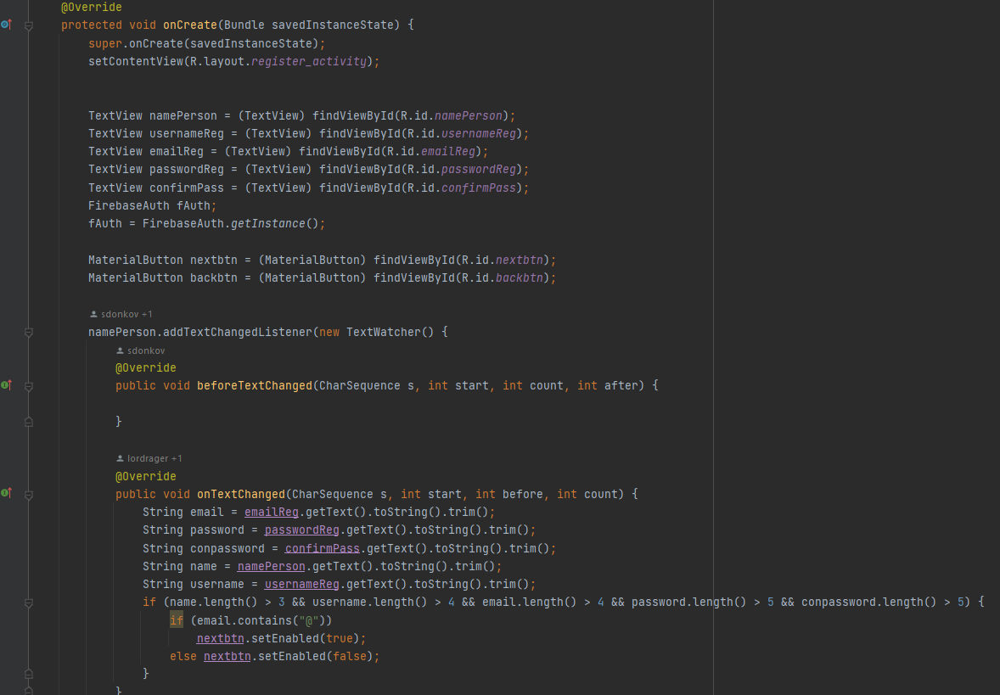 @Override
protected void onCreate(Bundle savedInstanceState) {
super.onCreate(savedInstanceState);
setContentView(R.layout.register_activity);
TextView namePerson = (TextView) findViewById(R.id.namePerson);
TextView usernameReg = (TextView) findViewById(R.id.usernameReg);
TextView emailReg = (TextView) findViewById(R.id.emailReg);
TextView passwordReg = (TextView) findViewById(R.id.passwordReg);
TextView confirmPass = (TextView) findViewById(R.id.confirmPass);
FirebaseAuth fAuth;
fAuth = FirebaseAuth.getInstance();
MaterialButton nextbtn = (MaterialButton) findViewById(R.id.nextbtn);
MaterialButton backbtn = (MaterialButton) findViewById(R.id.backbtn);
sdonkov +1
namePerson.addTextChangedListener(new TextWatcher() {
sdonkov
@Override
public void beforeTextChanged(CharSequence s, int start, int count, int after) {
}
lordrager +1
@Override
public void onTextChanged(CharSequence s, int start, int before, int count) {
String email = emailReg.getText().toString().trim();
String password = passwordReg.getText().toString().trim();
String conpassword = confirmPass.getText().toString().trim();
String name = namePerson.getText().toString().trim();
String username = usernameReg.getText().toString().trim();
if (name.length() > 3 && username.length() > 4 && email.length() > 4 && password.length() > 5 && conpassword.length() > 5) {
if (email.contains("@"))
nextbtn.setEnabled(true);
else nextbtn.setEnabled(false);
}
}